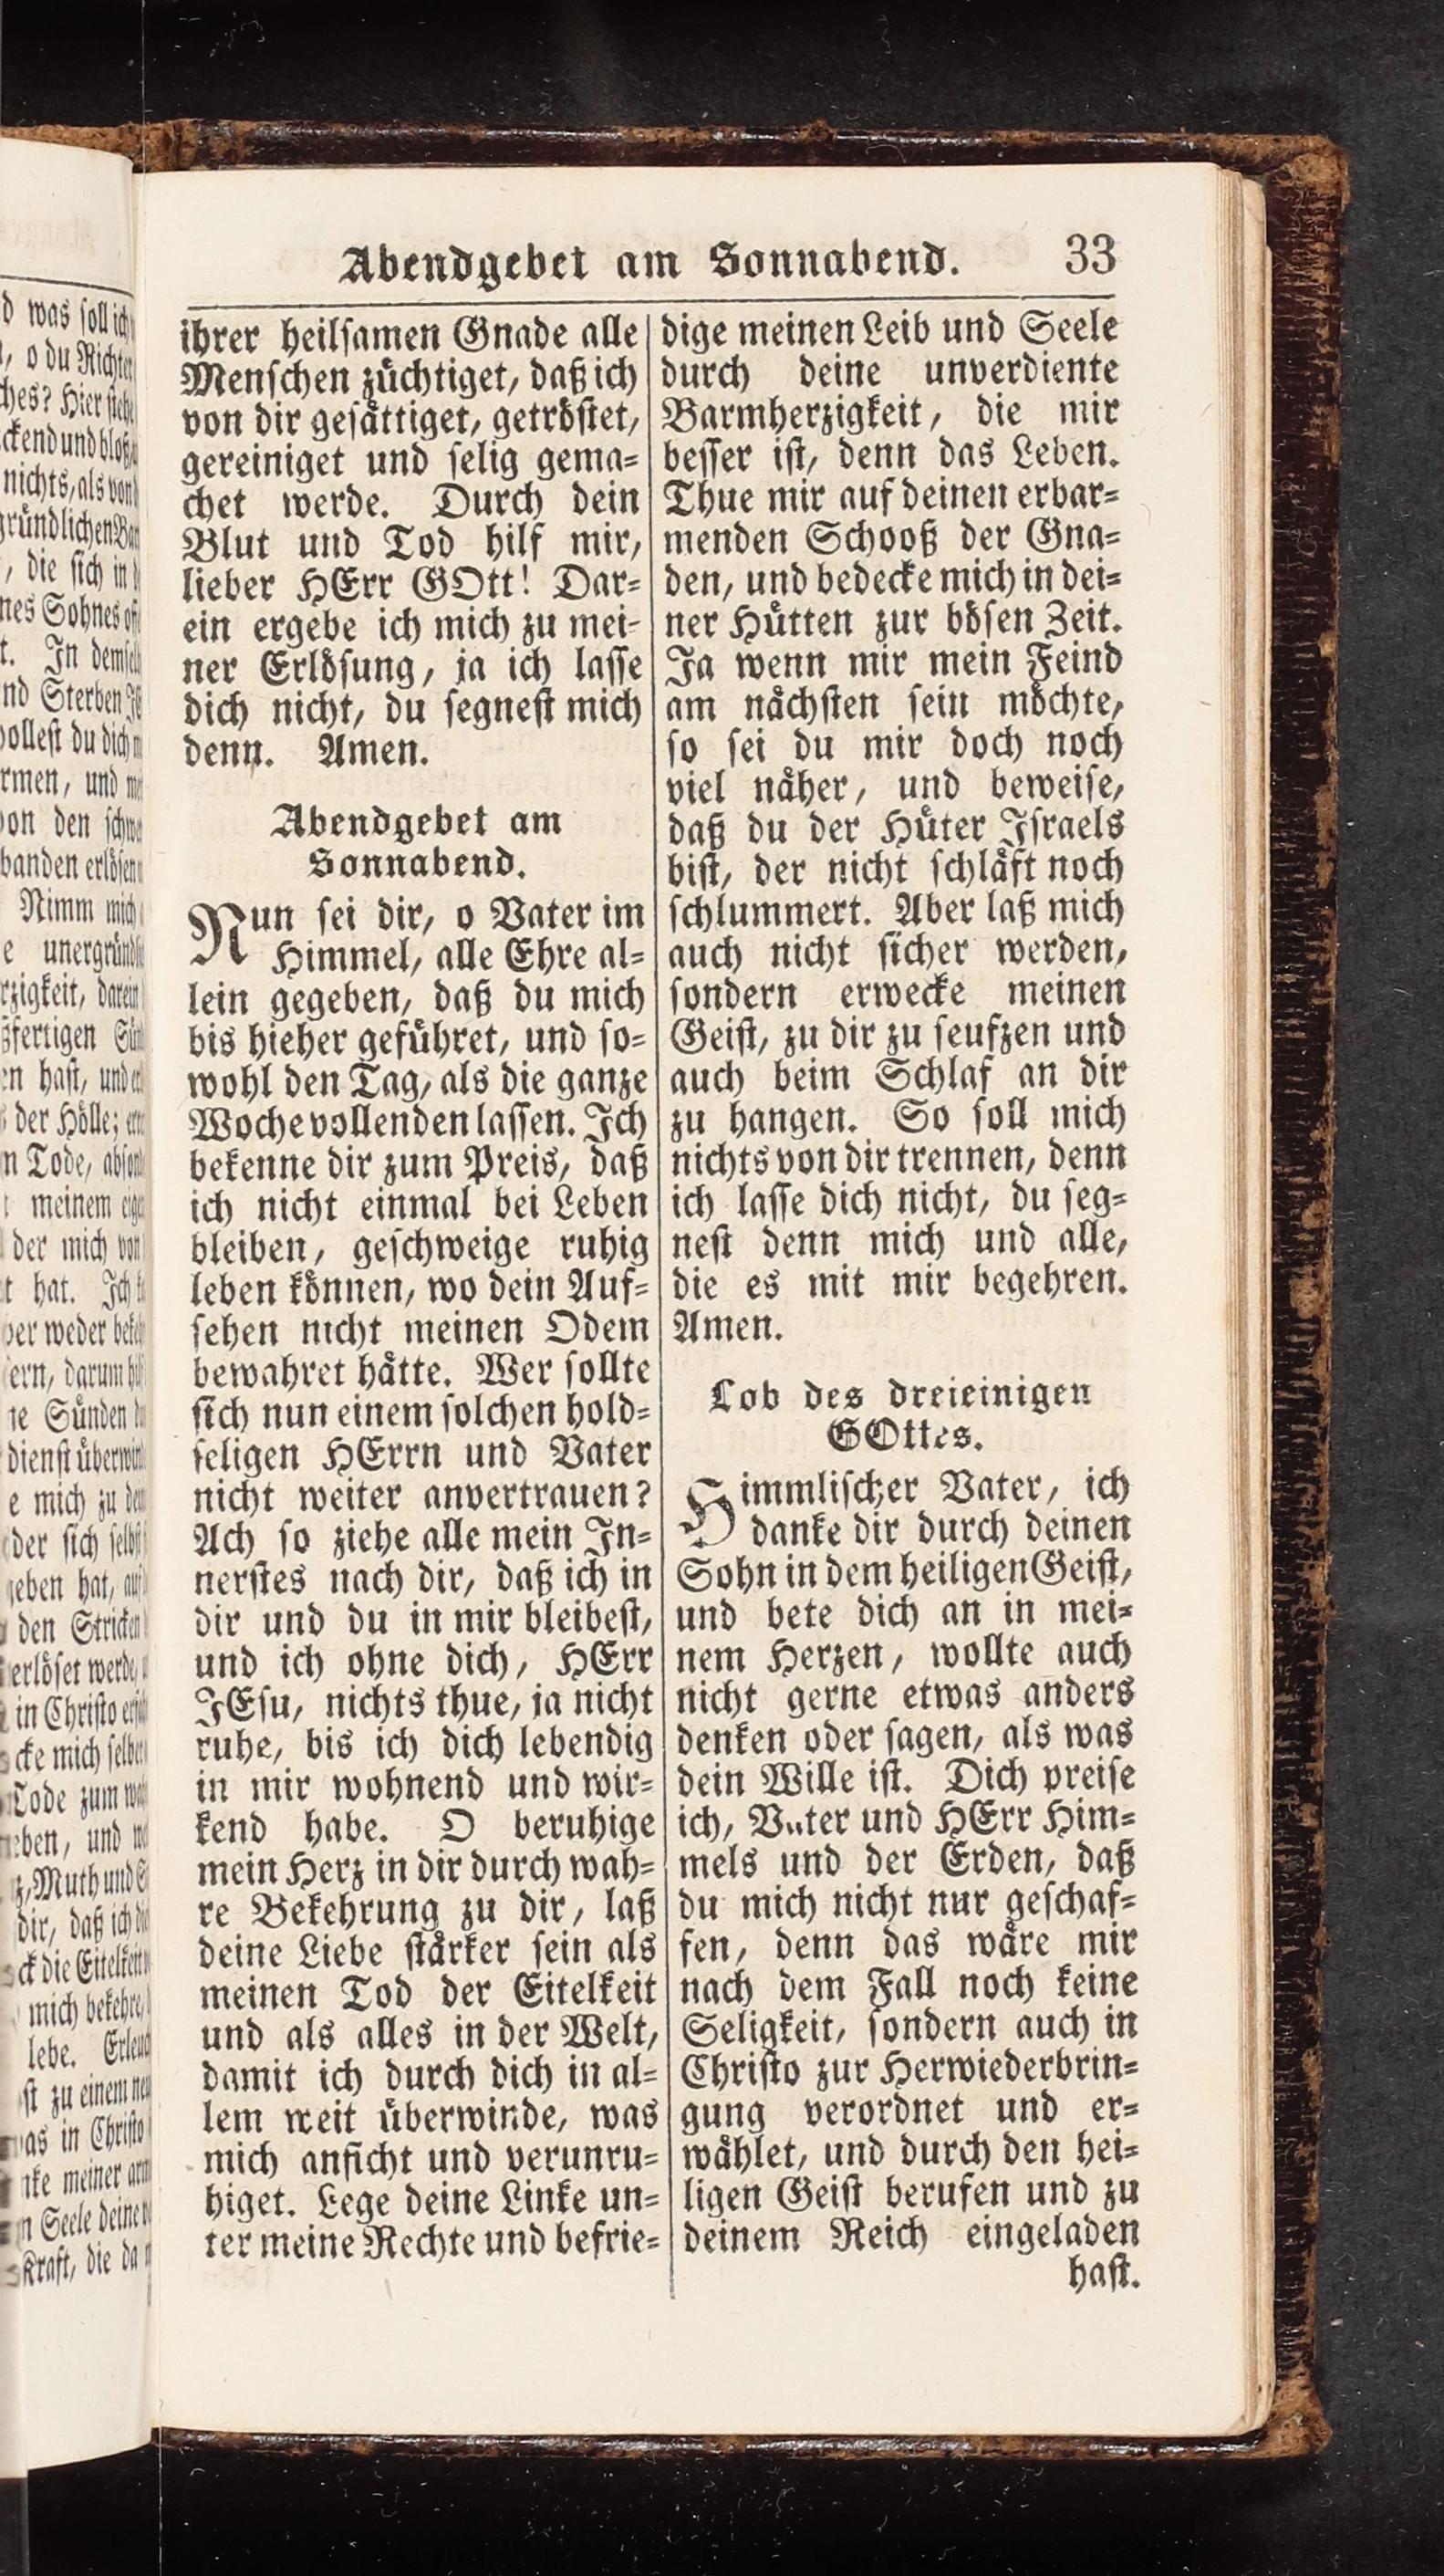 Abendgebet am Sonnabend. 33
ihrer heilsamen Gnade alle
Menschen züchtiget, daß ich
von dir gesättiget, getröstet,
gereiniget und selig gema-
chet werde. Durch dein
Blut und Tod hilf mir,
lieber HErr GOtt! Dar-
ein ergebe ich mich zu mei-
ner Erlösung, ja ich lasse
dich nicht, du segnest mich
denn. Amen.
Abendgebet am
Sonnabend.
Nun sei dir, o Vater im
Himmel, alle Ehre al-
lein gegeben, daß du mich
bis hieher geführet, und so-
wohl den Tag, als die ganze
Woche vollenden lassen. Ich
bekenne dir zum Preis, daß
ich nicht einmal bei Leben
bleiben, geschweige ruhig
leben können, wo dein Auf-
sehen nicht meinen Odem
bewahret hätte. Wer sollte
sich nun einem solchen hold-
seligen HErrn und Vater
nicht weiter anvertrauen?
Ach so ziehe alle mein In-
nerstes nach dir, daß ich in
dir und du in mir bleibest,
und ich ohne dich, HErr
JEsu, nichts thue, ja nicht
ruhe, bis ich dich lebendig
in mir wohnend und wir-
kend habe. O beruhige
mein Herz in dir durch wah-
re Bekehrung zu dir, laß
deine Liebe stärker sein als
meinen Tod der Eitelkeit
und als alles in der Welt,
damit ich durch dich in al-
lem weit überwinde, was
mich anficht und verunru-
higet. Lege deine Linke un-
ter meine Rechte und befrie-
dige meinen Leib und Seele
durch deine unverdiente
Barmherzigkeit, die mir
besser ist, denn das Leben.
Thue mir auf deinen erbar-
menden Schooß der Gna-
den, und bedecke mich in dei-
ner Hütten zur bösen Zeit.
Ja wenn mir mein Feind
am nächsten sein möchte,
so sei du mir doch noch
viel näher, und beweise,
daß du der Hüter Israels
bist, der nicht schläft noch
schlummert. Aber laß mich
auch nicht sicher werden,
sondern erwecke meinen
Geist, zu dir zu seufzen und
auch beim Schlaf an dir
zu hangen. So soll mich
nichts von dir trennen, denn
ich lasse dich nicht, du seg-
nest denn mich und alle,
die es mit mir begehren.
Amen.
Lob des dreieinigen
GOttes.
Himmlischer Vater, ich
danke dir durch deinen
Sohn in dem heiligen Geist,
und bete dich an in mei-
nem Herzen, wollte auch
nicht gerne etwas anders
denken oder sagen, als was
dein Wille ist. Dich preise
ich, Vater und HErr Him-
mels und der Erden, daß
du mich nicht nur geschaf-
fen, denn das wäre mir
nach dem Fall noch keine
Seligkeit, sondern auch in
Christo zur Herwiederbrin-
gung verordnet und er-
wählet, und durch den hei-
ligen Geist berufen und zu
deinem Reich eingeladen
hast.